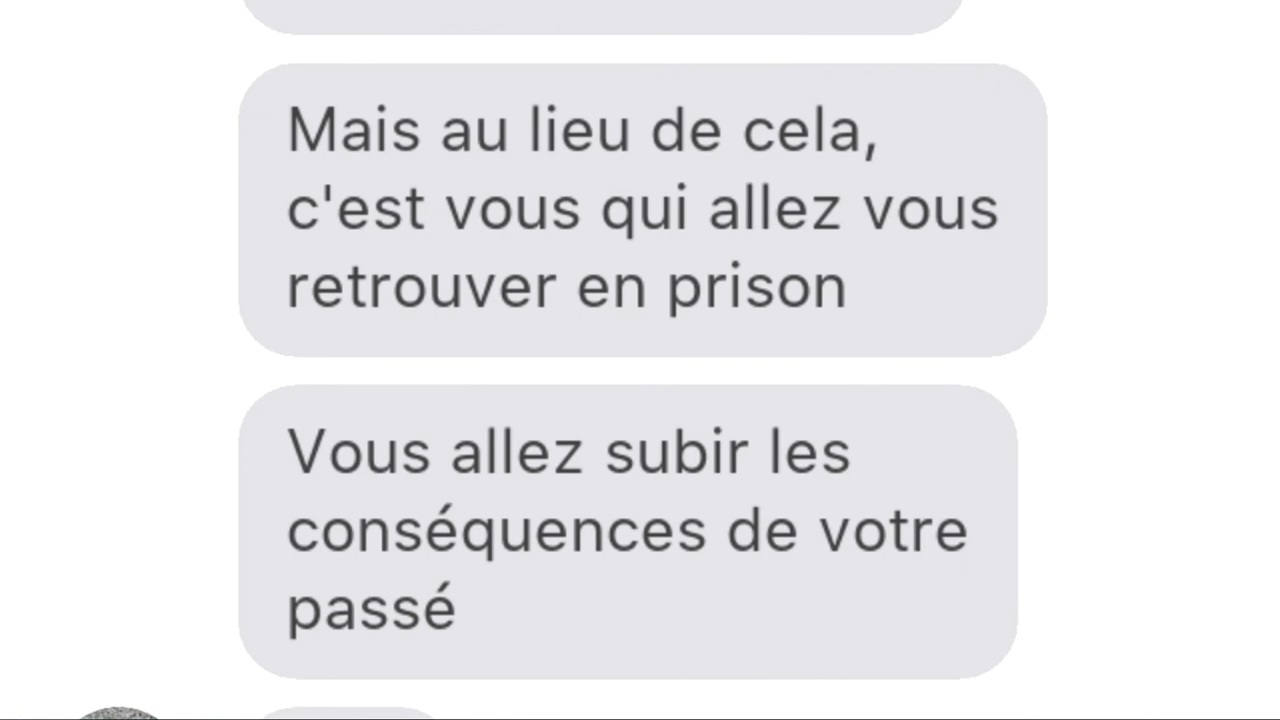 Mais au lieu de cela,
c'est vous qui allez vous
retrouver en prison
Vous allez subir les
conséquences de votre
passé